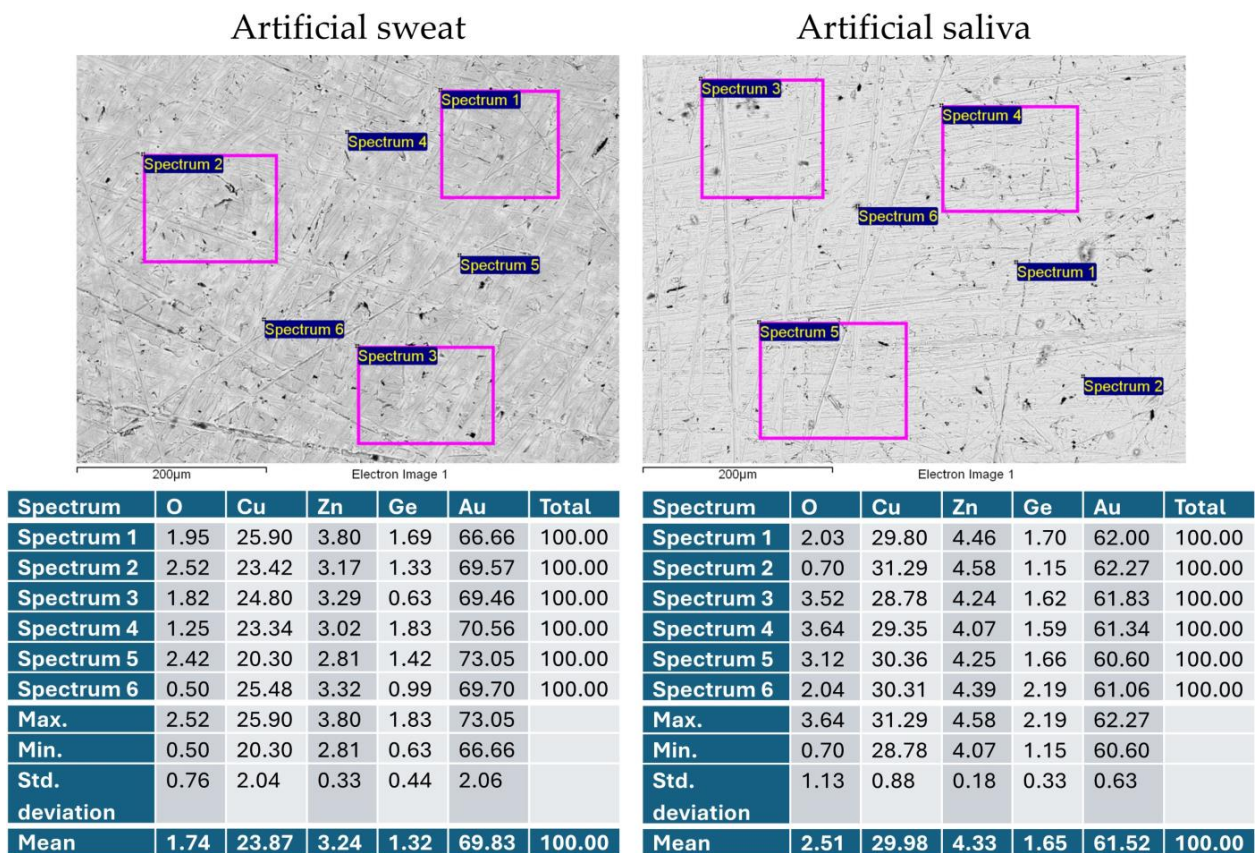 Artificial sweat
Spectrum 1
Spectrum 4
Spectrum 2
Spectrum 5
Spectrum 6
Spectrum 3
200µm
Electron Image 1
Spectrum O Cu Zn Ge Au Total
Spectrum 1 1.95 25.90 3.80 1.69 66.66 100.00
Spectrum 2 2.52 23.42 3.17 1.33 69.57 100.00
Spectrum 3 1.82 24.80 3.29 0.63 69.46 100.00
Spectrum 4 1.25 23.34 3.02 1.83 70.56 100.00
Spectrum 5 2.42 20.30 2.81 1.42 73.05 100.00
Spectrum 6 0.50 25.48 3.32 0.99 69.70 100.00
Max. 2.52 25.90 3.80 1.83 73.05
Min. 0.50 20.30 2.81 0.63 66.66
Std. 0.76 2.04 0.33 0.44 2.06
deviation
Mean 1.74 23.87 3.24 1.32 69.83 100.00
Artificial saliva
Spectrum 3
Spectrum 4
Spectrum 6
Spectrum 1
Spectrum 5
Spectrum 2
200µm
Electron Image 1
Spectrum O Cu Zn Ge Au Total
Spectrum 1 2.03 29.80 4.46 1.70 62.00 100.00
Spectrum 2 0.70 31.29 4.58 1.15 62.27 100.00
Spectrum 3 3.52 28.78 4.24 1.62 61.83 100.00
Spectrum 4 3.64 29.35 4.07 1.59 61.34 100.00
Spectrum 5 3.12 30.36 4.25 1.66 60.60 100.00
Spectrum 6 2.04 30.31 4.39 2.19 61.06 100.00
Max. 3.64 31.29 4.58 2.19 62.27
Min. 0.70 28.78 4.07 1.15 60.60
Std. 1.13 0.88 0.18 0.33 0.63
deviation
Mean 2.51 29.98 4.33 1.65 61.52 100.00